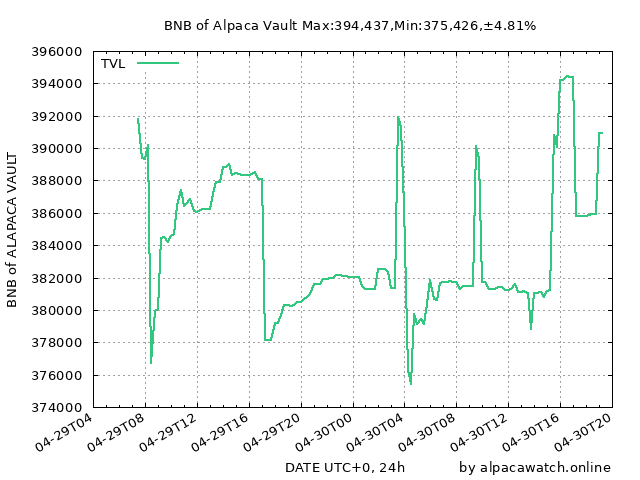 BNB of Alpaca Vault Max:394,437,Min:375,426,±4.81%
TVL
396000
394000
392000
390000
388000
386000
384000
382000
380000
378000
376000
374000
BNB of ALAPACA VAULT
04-29T04
04-29T08
04-29T12
04-29T16
04-29T20
04-30T00
04-30T04
04-30T08
04-30T12
04-30T16
04-30T20
DATE UTC+0, 24h
by alpacawatch.online